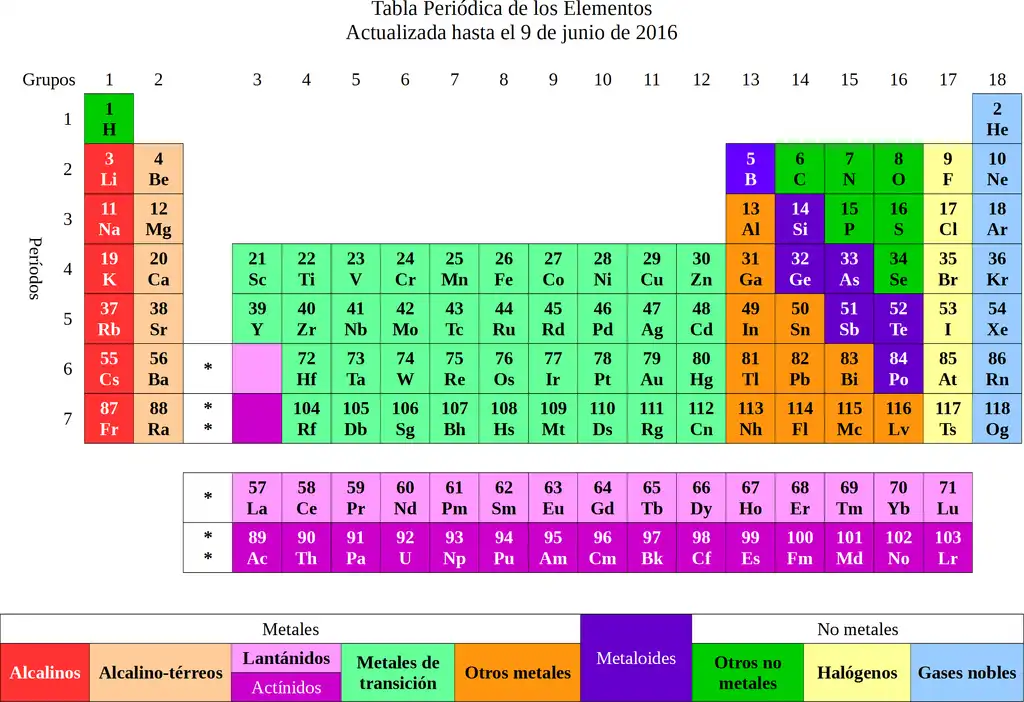 Tabla Periódica de los Elementos
Actualizada hasta el 9 de junio de 2016
Grupos 1 2 3 4 5 6 7 8 9 10 11 12 13 14 15 16 17 18
1 1 2
H He
2 3 4 5 6 7 8 9 10
Li Be B C N O F Ne
3 11 12 13 14 15 16 17 18
Na Mg Al Si P S Cl Ar
Períodos
4 19 20 21 22 23 24 25 26 27 28 29 30 31 32 33 34 35 36
K Ca Sc Ti V Cr Mn Fe Co Ni Cu Zn Ga Ge As Se Br Kr
5 37 38 39 40 41 42 43 44 45 46 47 48 49 50 51 52 53 54
Rb Sr Y Zr Nb Mo Tc Ru Rd Pd Ag Cd In Sn Sb Te I Xe
6 55 56 * 72 73 74 75 76 77 78 79 80 81 82 83 84 85 86
Cs Ba Hf Ta W Re Os Ir Pt Au Hg Tl Pb Bi Po At Rn
7 87 88 * 104 105 106 107 108 109 110 111 112 113 114 115 116 117 118
Fr Ra * Rf Db Sg Bh Hs Mt Ds Rg Cn Nh Fl Mc Lv Ts Og
* 57 58 59 60 61 62 63 64 65 66 67 68 69 70 71
La Ce Pr Nd Pm Sm Eu Gd Tb Dy Ho Er Tm Yb Lu
* 89 90 91 92 93 94 95 96 97 98 99 100 101 102 103
* Ac Th Pa U Np Pu Am Cm Bk Cf Es Fm Md No Lr
Metales
No metales
Alcalinos
Alcalino-térreos
Lantánidos
Actínidos
Metales de
transición
Otros metales
Metaloides
Otros no
metales
Halógenos
Gases nobles